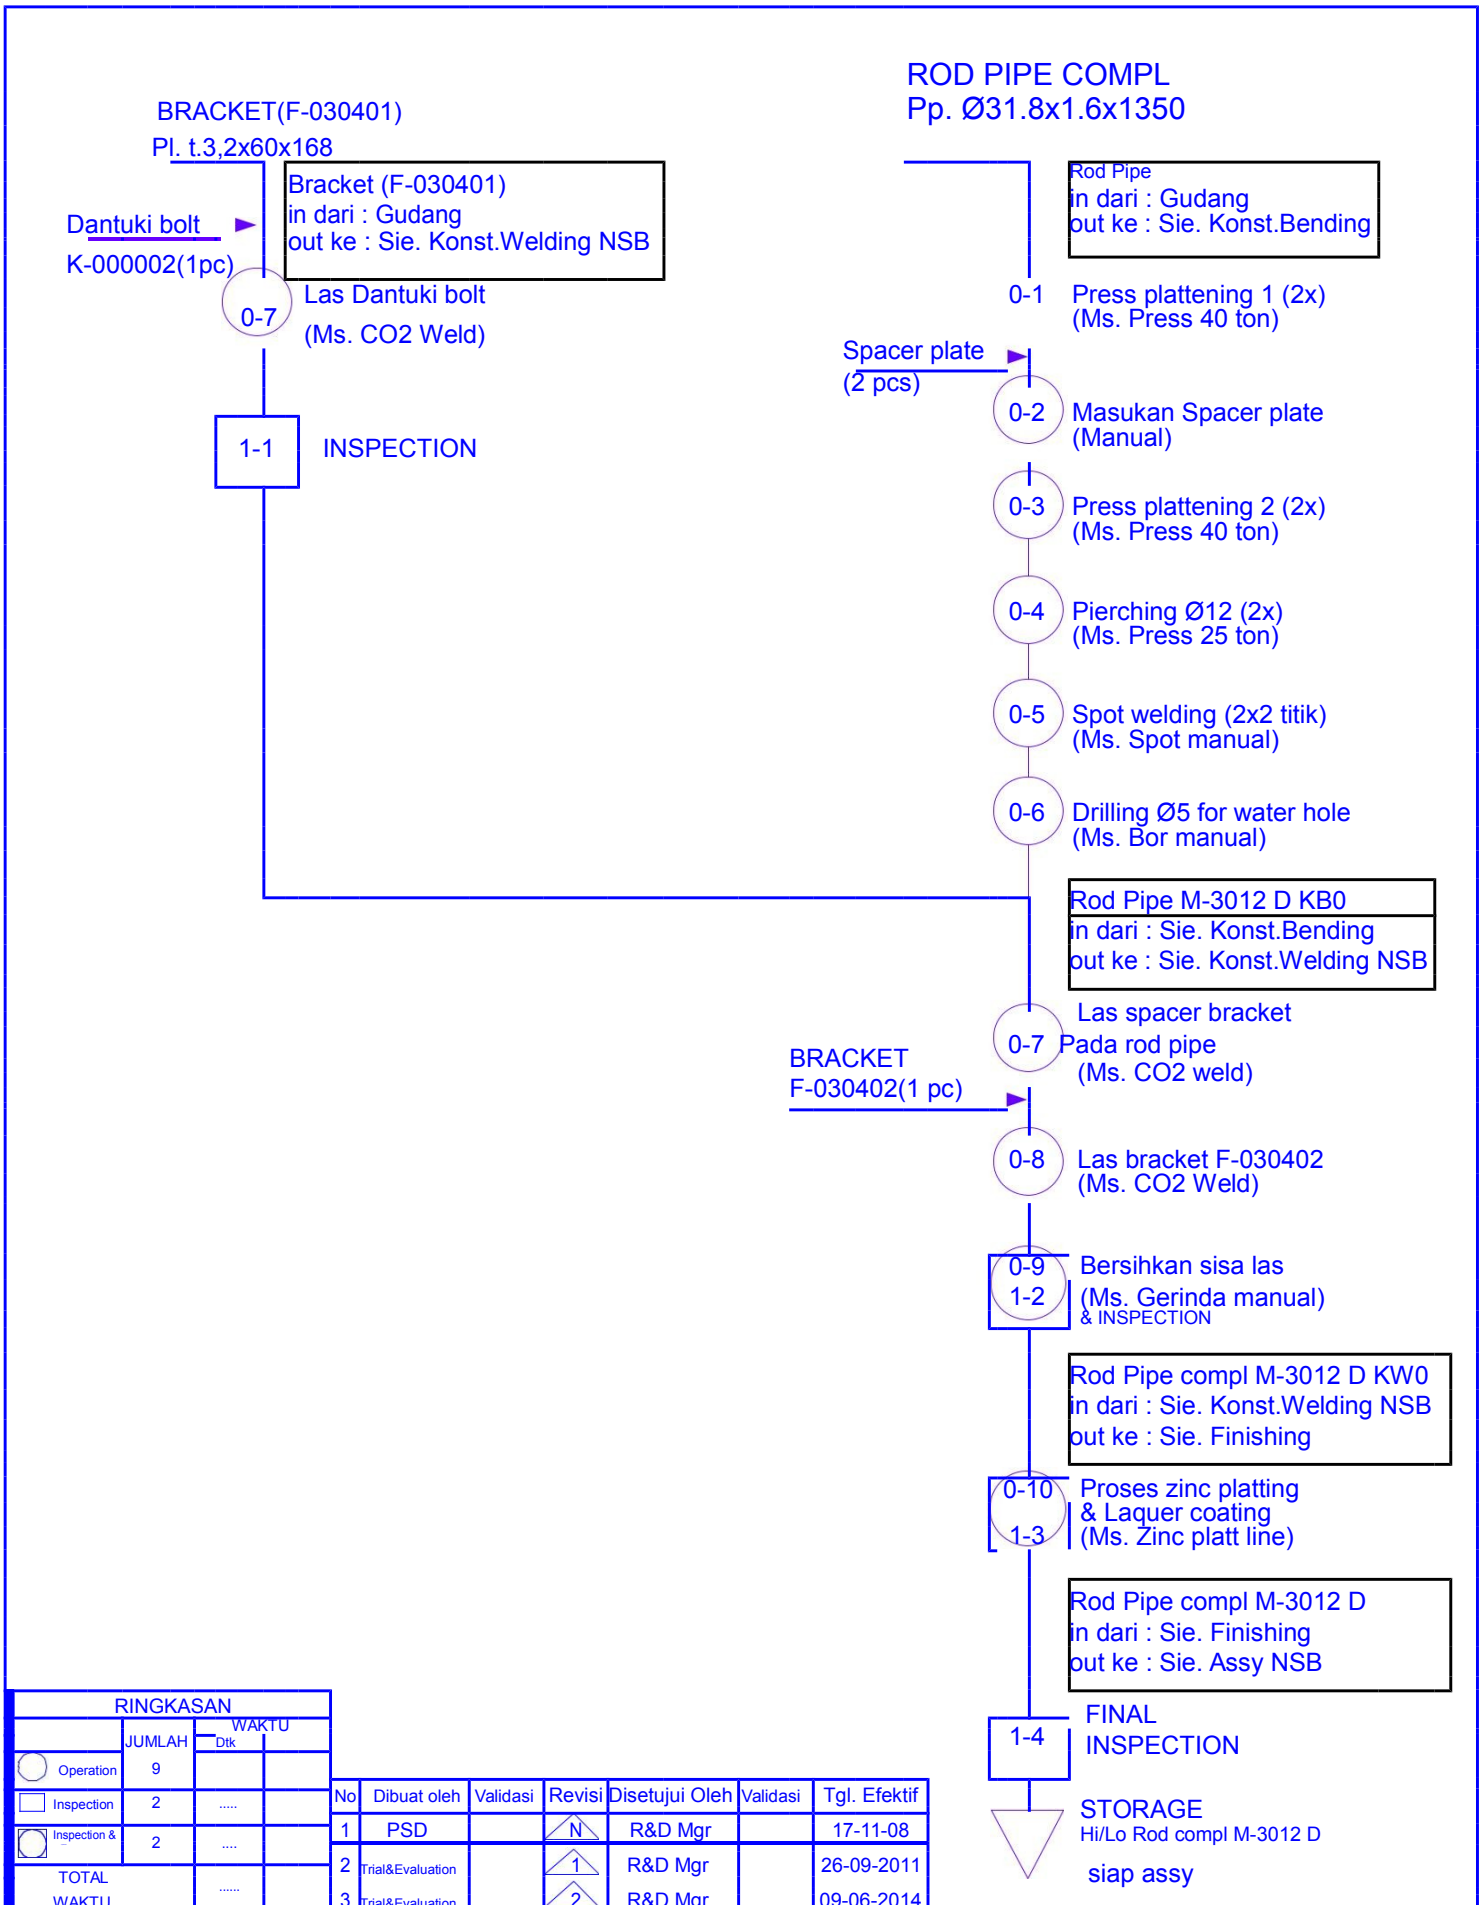 ROD PIPE COMPL
Pp. Ø31.8x1.6x1350
BRACKET(F-030401)
Pl. t.3,2x60x168
Bracket (F-030401)
in dari : Gudang
out ke : Sie. Konst.Welding NSB
Dantuki bolt
K-000002(1pc)
0-7
Las Dantuki bolt
(Ms. CO2 Weld)
1-1
INSPECTION
Rod Pipe
in dari : Gudang
out ke : Sie. Konst.Bending
0-1
Press plattening 1 (2x)
(Ms. Press 40 ton)
Spacer plate
(2 pcs)
0-2
Masukan Spacer plate
(Manual)
0-3
Press plattening 2 (2x)
(Ms. Press 40 ton)
0-4
Pierching Ø12 (2x)
(Ms. Press 25 ton)
0-5
Spot welding (2x2 titik)
(Ms. Spot manual)
0-6
Drilling Ø5 for water hole
(Ms. Bor manual)
Rod Pipe M-3012 D KB0
in dari : Sie. Konst.Bending
out ke : Sie. Konst.Welding NSB
Las spacer bracket
0-7 Pada rod pipe
(Ms. CO2 weld)
BRACKET
F-030402(1 pc)
0-8
Las bracket F-030402
(Ms. CO2 Weld)
0-9
1-2
Bersihkan sisa las
(Ms. Gerinda manual)
& INSPECTION
Rod Pipe compl M-3012 D KW0
in dari : Sie. Konst.Welding NSB
out ke : Sie. Finishing
0-10
1-3
Proses zinc platting
& Laquer coating
(Ms. Zinc platt line)
Rod Pipe compl M-3012 D
in dari : Sie. Finishing
out ke : Sie. Assy NSB
1-4
FINAL
INSPECTION
STORAGE
Hi/Lo Rod compl M-3012 D
siap assy
RINGKASAN
JUMLAH WAKTU
Dtk
Operation 9
Inspection 2 .....
Inspection & 2 ....
TOTAL
WAKTU ......
No Dibuat oleh Validasi Revisi Disetujui Oleh Validasi Tgl. Efektif
1 PSD N R&D Mgr 17-11-08
2 Trial&Evaluation 1 R&D Mgr 26-09-2011
3 Trial&Evaluation 2 R&D Mgr 09-06-2014